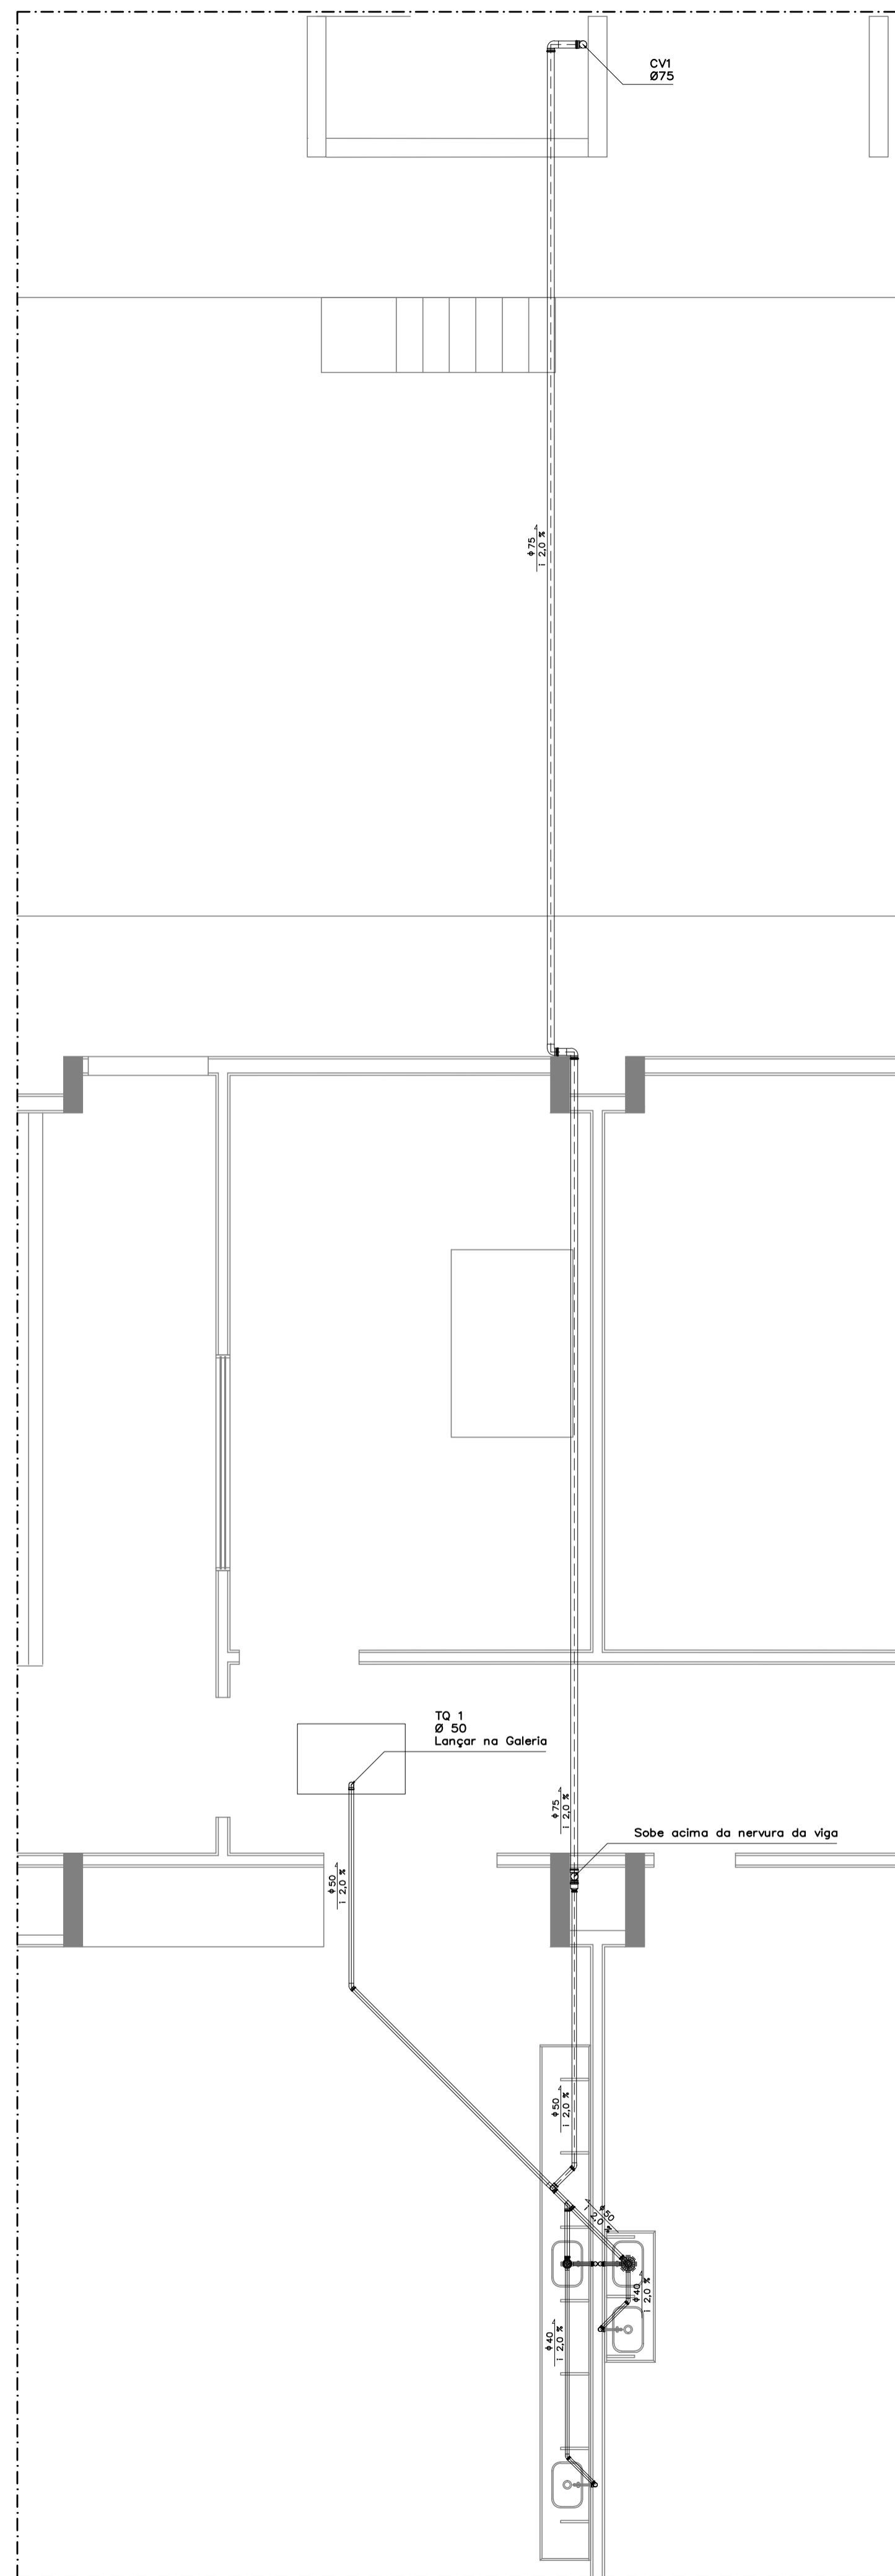 CV1
Ø75
ϕ75
i 2,0 %
TQ 1
Ø 50
Lançar na Galeria
ϕ75
i 2,0 %
Sobe acima da nervura da viga
ϕ50
i 2,0 %
ϕ50
i 2,0 %
ϕ50
i 2,0 %
ϕ40
i 2,0 %
ϕ40
i 2,0 %